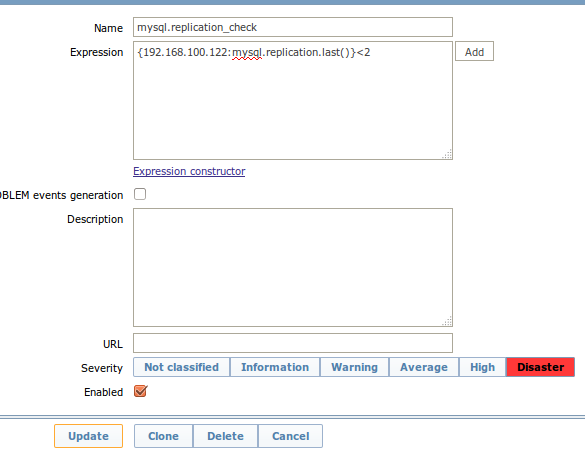 Name mysql.replication_check
Expression {192.168.100.122:mysql.replication.last()}<2 Add
Expression constructor
OBLEM events generation
Description
URL
Severity Not classified Information Warning Average High Disaster
Enabled
Update Clone Delete Cancel